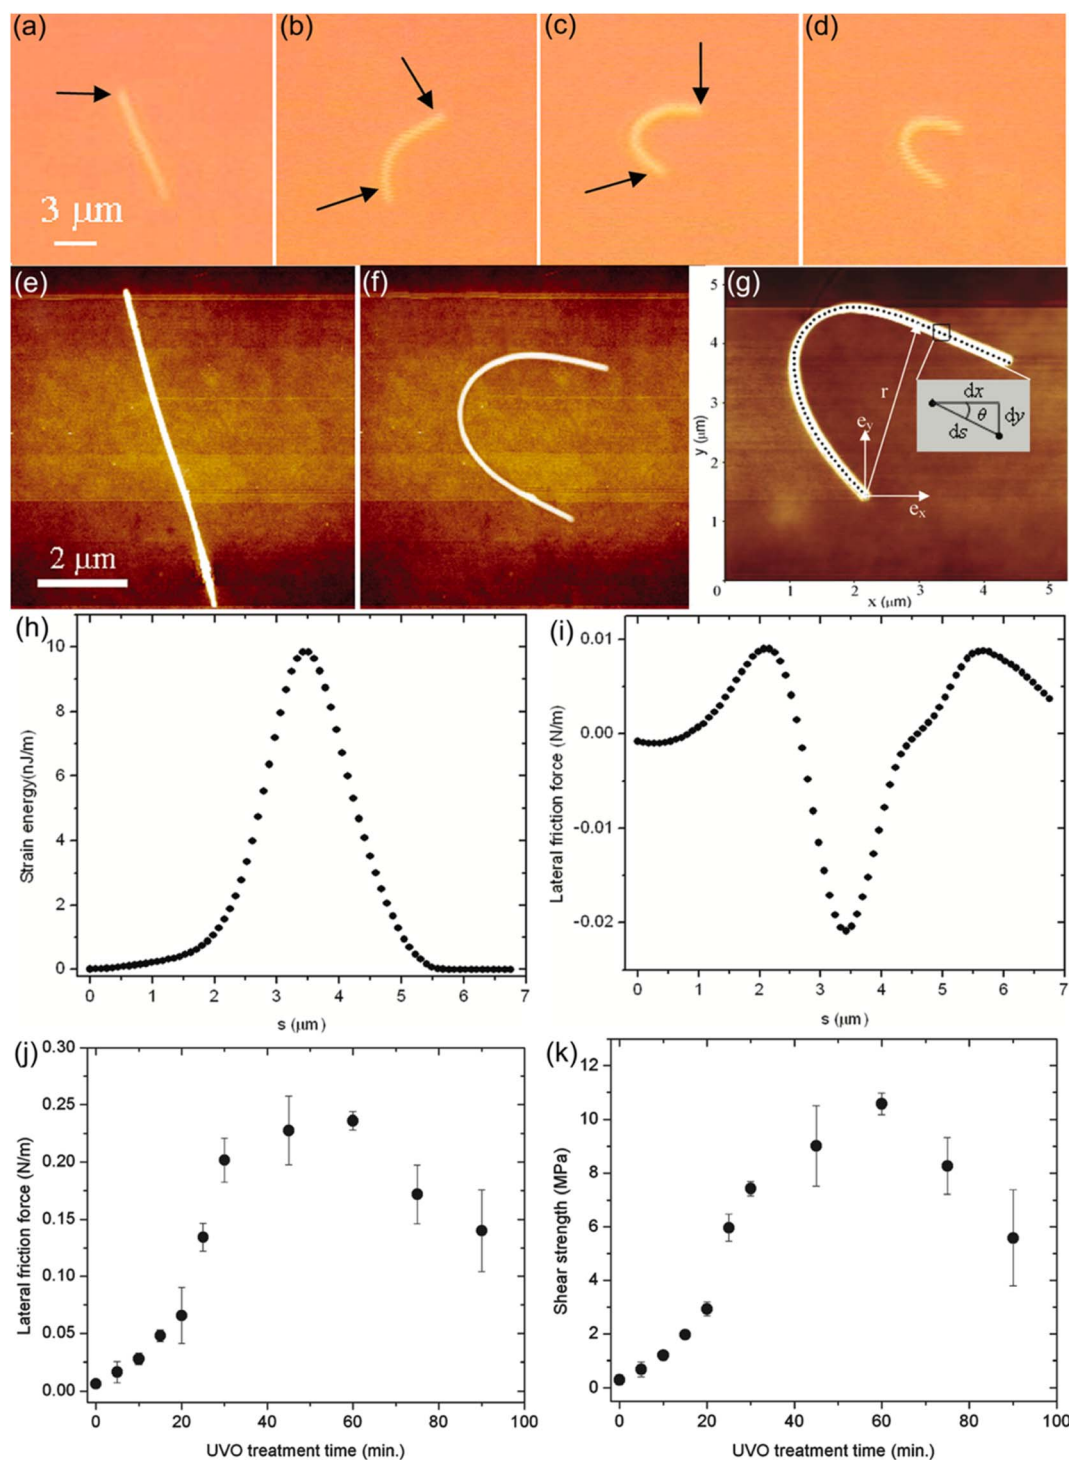 (a)
(b)
(c)
(d)
3 μm
(e)
(f)
(g)
2 μm
5
4
3
2
1
0
y (μm)
r
e_y
e_x
dx
θ
dy
ds
1
2
3
4
5
x (μm)
(h)
10
8
6
4
2
0
Strain energy(nJ/m)
0 1 2 3 4 5 6 7
s (μm)
(i)
0.01
0.00
-0.01
-0.02
Lateral friction force (N/m)
0 1 2 3 4 5 6 7
s (μm)
(j)
0.30
0.25
0.20
0.15
0.10
0.05
0.00
Lateral friction force (N/m)
0 20 40 60 80 100
UVO treatment time (min.)
(k)
12
10
8
6
4
2
0
Shear strength (MPa)
0 20 40 60 80 100
UVO treatment time (min.)